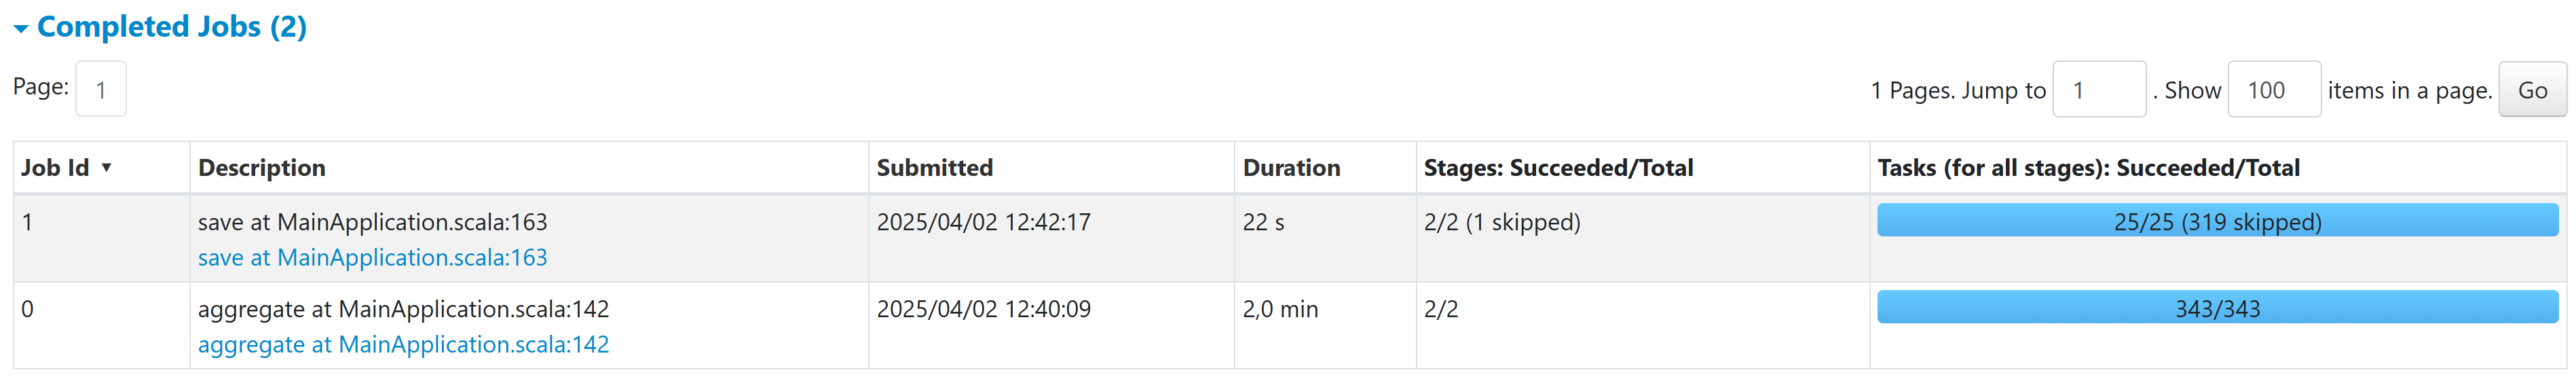 Completed Jobs (2)
Page: 1
1 Pages. Jump to 1 . Show 100 items in a page. Go
Job Id ▼ Description Submitted Duration Stages: Succeeded/Total Tasks (for all stages): Succeeded/Total
1 save at MainApplication.scala:163 2025/04/02 12:42:17 22 s 2/2 (1 skipped) 25/25 (319 skipped)
save at MainApplication.scala:163
0 aggregate at MainApplication.scala:142 2025/04/02 12:40:09 2,0 min 2/2 343/343
aggregate at MainApplication.scala:142